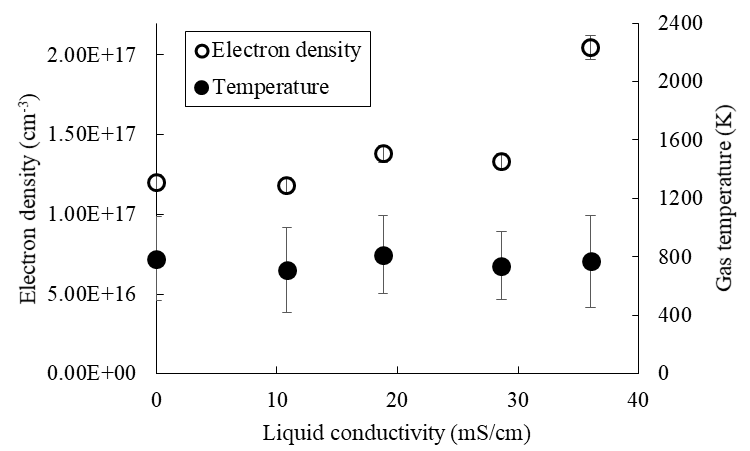 Electron density
Temperature
Electron density (cm-3)
2.00E+17
1.50E+17
1.00E+17
5.00E+16
0.00E+00
2400
2000
1600
1200
800
400
0
Gas temperature (K)
0
10
20
30
40
Liquid conductivity (mS/cm)